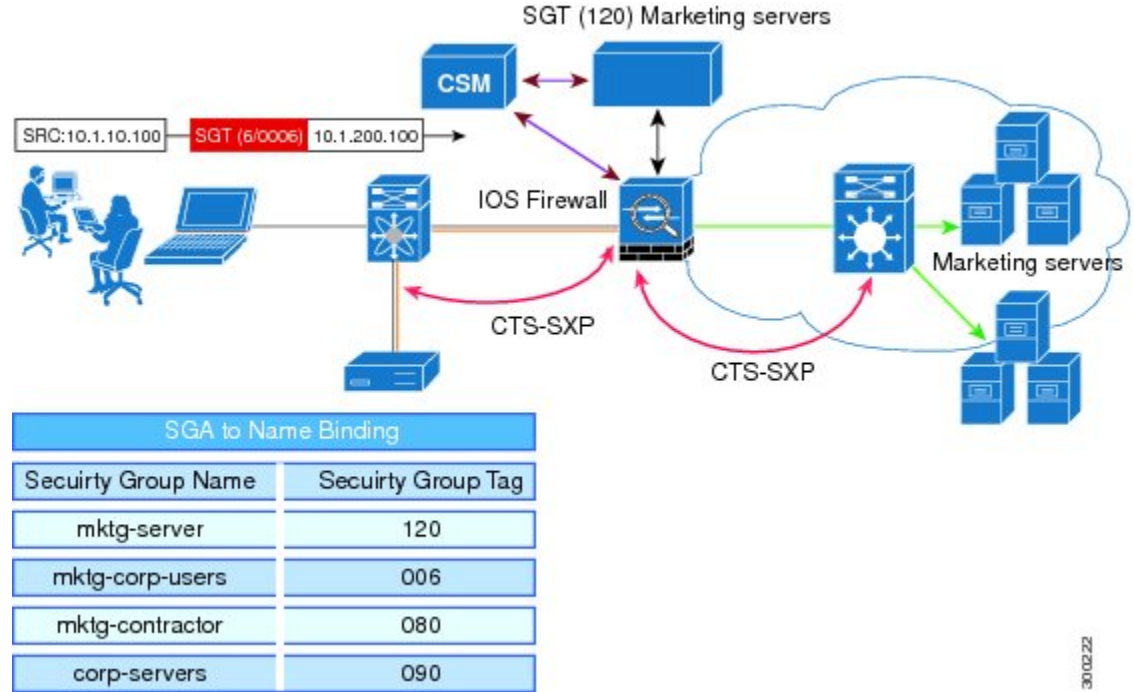 SGT (120) Marketing servers
CSM
SRC:10.1.10.100 SGT (6/0006) 10.1.200.100
IOS Firewall
Marketing servers
CTS-SXP
CTS-SXP
SGA to Name Binding
Secuirty Group Name Secuirty Group Tag
mktg-server 120
mktg-corp-users 006
mktg-contractor 080
corp-servers 090
300222